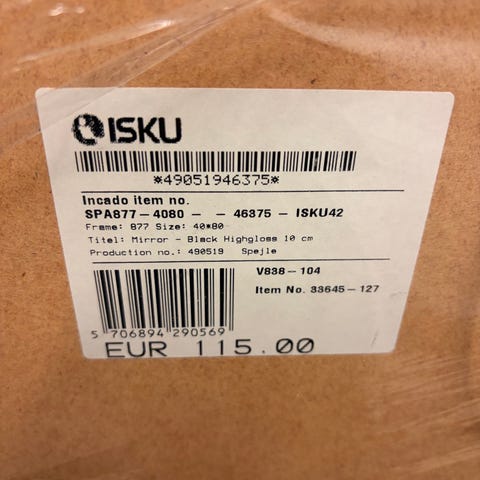 ISKU
*49051946375*
Incado item no.
SPA877-4080- - 46375 - ISKU42
Frame: 877 Size: 40*80
Titel: Mirror - Black Highgloss 10 cm
Production no.: 490519 Spejle
V838-104
Item No. 33645-127
5 706894 290569
EUR 115.00